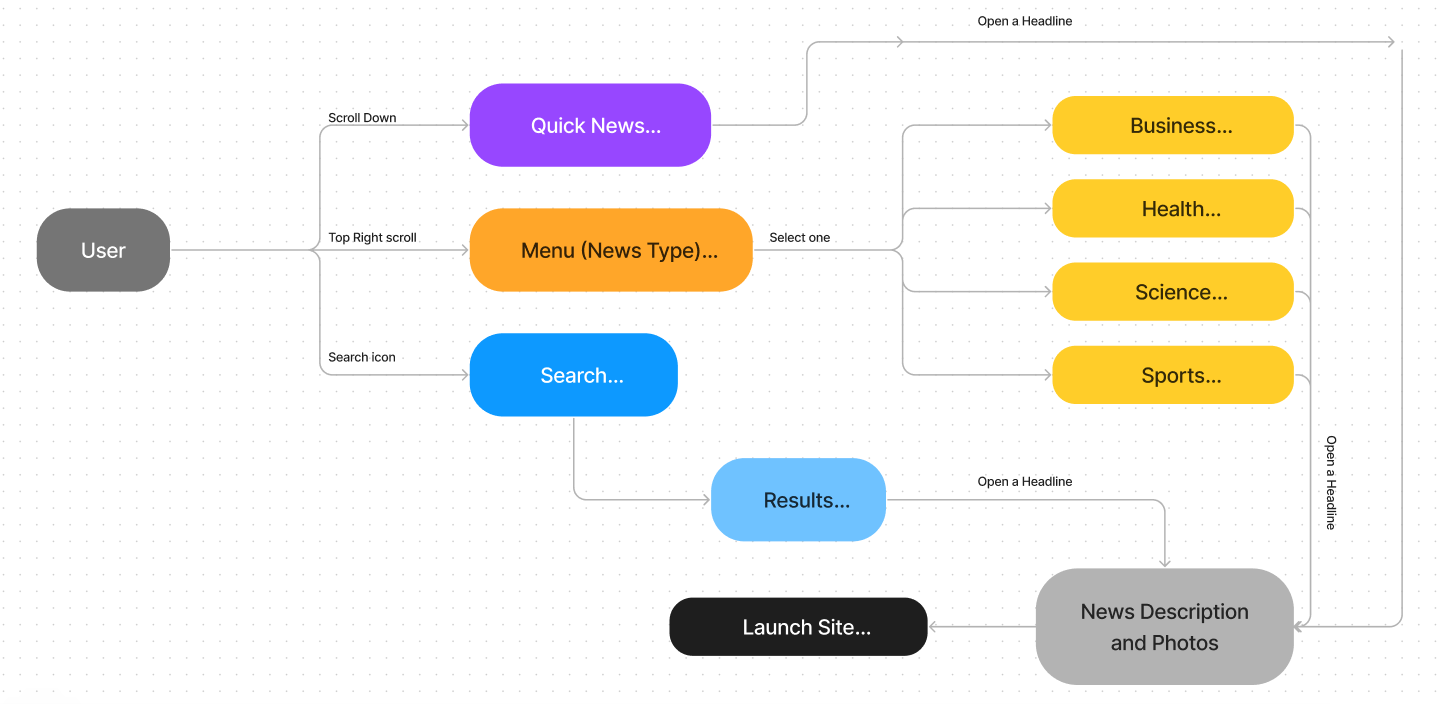 Open a Headline
Scroll Down
Quick News...
Business...
Health...
User
Top Right scroll
Menu (News Type)...
Select one
Science...
Search icon
Search...
Sports...
Open a Headline
Results...
Open a Headline
News Description
and Photos
Launch Site...